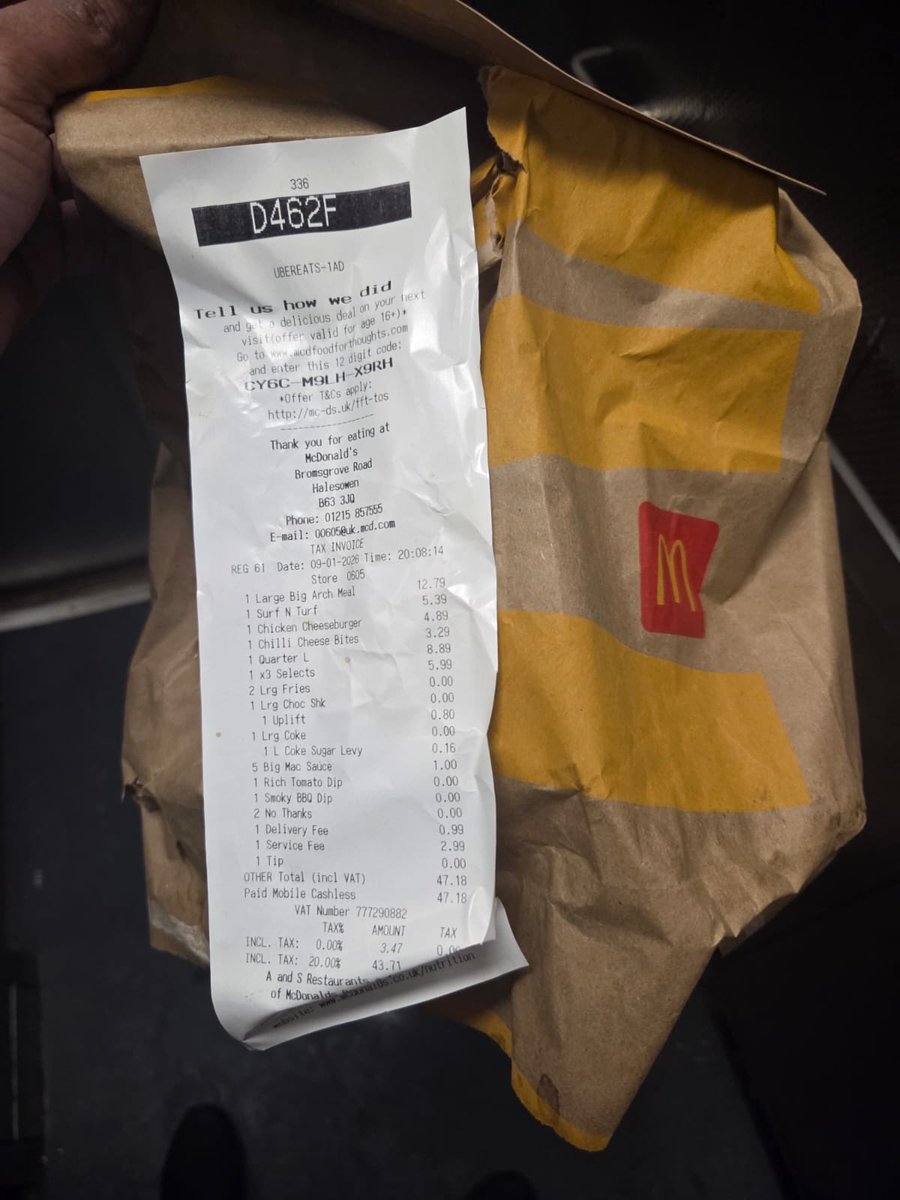 336
D462F
UBEREATS-1AD
Tell us how we did
and get a delicious deal on your next
visit(offer valid for age 16+)*
Go to www.mcdfoodforthoughts.com
and enter this 12 digit code:
CY6C-M9LH-X9RH
*Offer T&Cs apply:
http://mc-ds.uk/fft-tos
Thank you for eating at
McDonald's
Bromsgrove Road
Halesowen
B63 3JQ
Phone: 01215 857555
E-mail: 00605@uk.mcd.com
TAX INVOICE
REG 61 Date: 09-01-2026 Time: 20:08:14
Store 0605
1 Large Big Arch Meal 12.79
1 Surf N Turf 5.39
1 Chicken Cheeseburger 4.89
1 Chilli Cheese Bites 3.29
1 Quarter L 8.89
1 x3 Selects 5.99
2 Lrg Fries 0.00
1 Lrg Choc Shk 0.00
1 Uplift 0.80
1 Lrg Coke 0.00
1 L Coke Sugar Levy 0.16
5 Big Mac Sauce 1.00
1 Rich Tomato Dip 0.00
1 Smoky BBQ Dip 0.00
2 No Thanks 0.00
1 Delivery Fee 0.99
1 Service Fee 2.99
1 Tip 0.00
OTHER Total (incl VAT) 47.18
Paid Mobile Cashless 47.18
VAT Number 777290882
TAX% AMOUNT TAX
INCL. TAX: 0.00% 3.47 0.00
INCL. TAX: 20.00% 43.71
A and S Restaurants
of McDonalds
website: www.mcdonalds.co.uk/nutrition